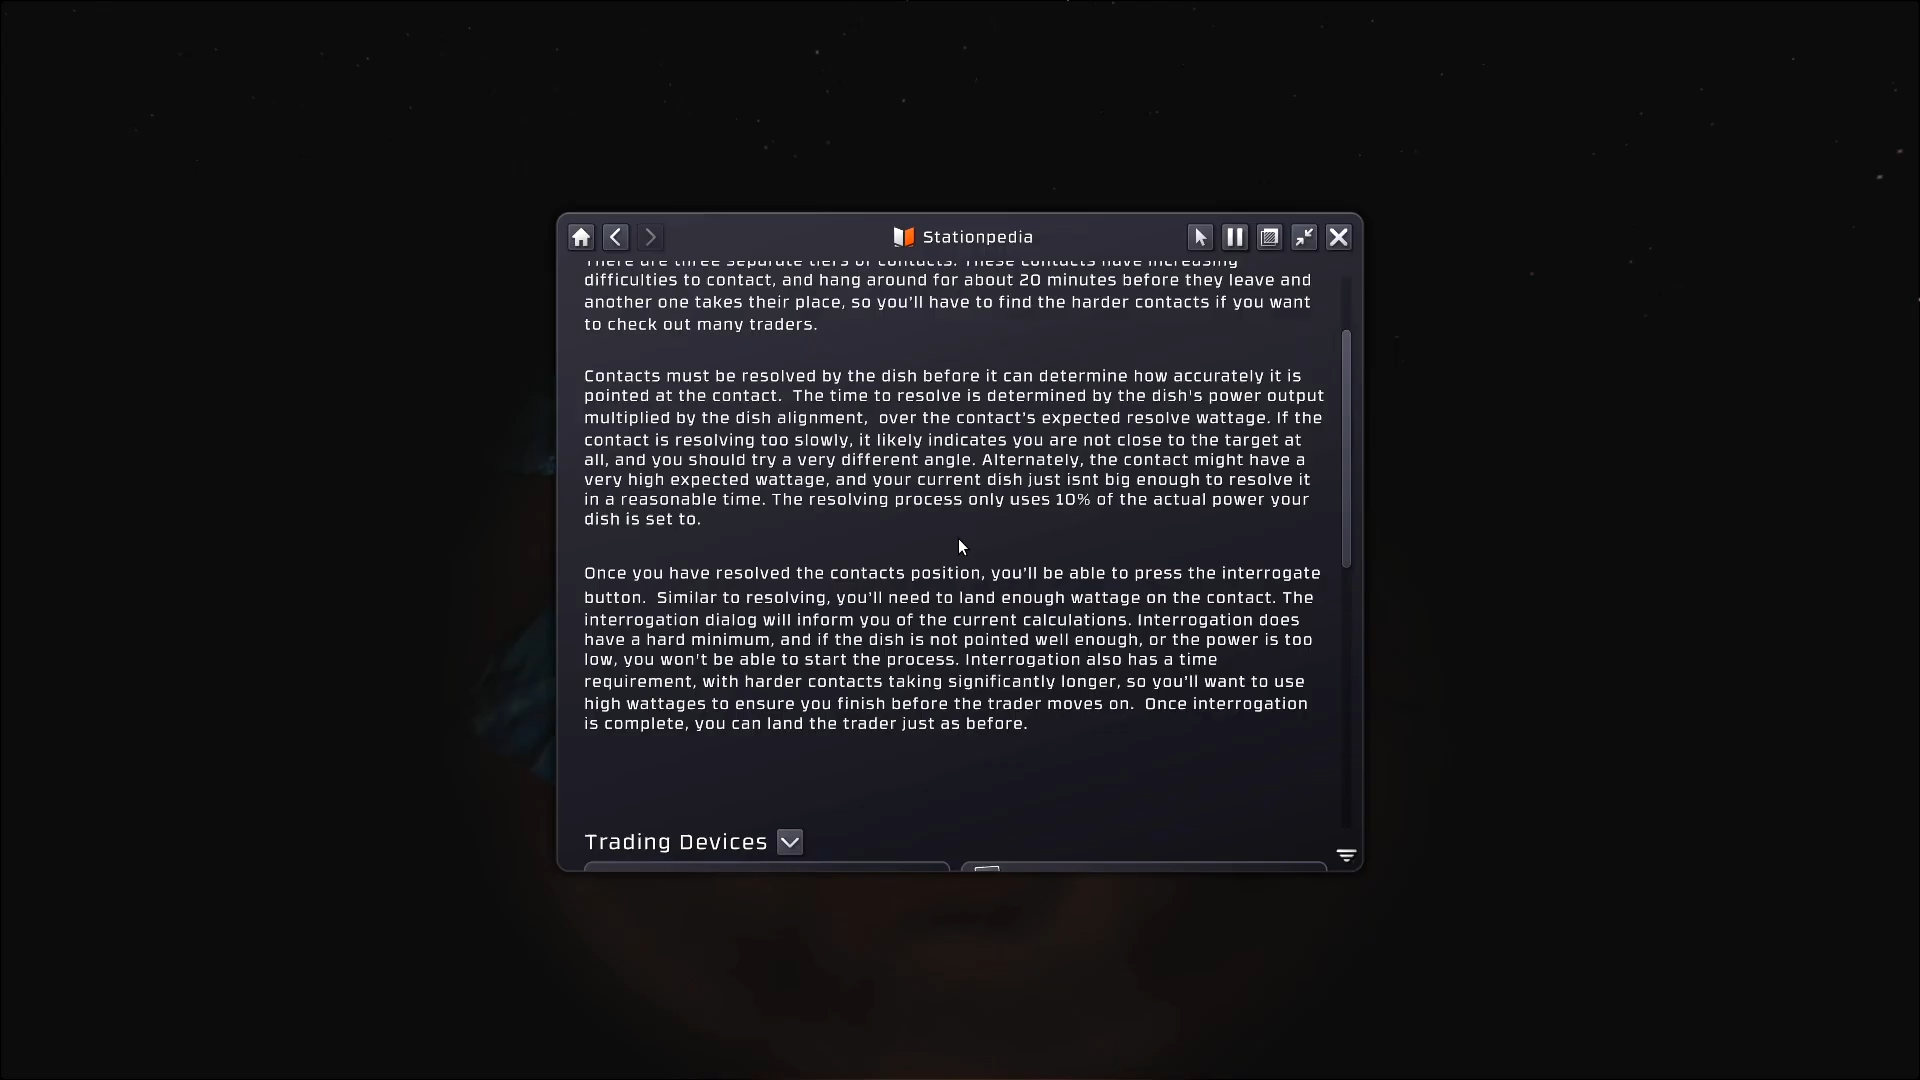 Stationpedia
There are three separate tiers of contacts. These contacts have increasing
difficulties to contact, and hang around for about 20 minutes before they leave and
another one takes their place, so you'll have to find the harder contacts if you want
to check out many traders.
Contacts must be resolved by the dish before it can determine how accurately it is
pointed at the contact.  The time to resolve is determined by the dish's power output
multiplied by the dish alignment,  over the contact's expected resolve wattage. If the
contact is resolving too slowly, it likely indicates you are not close to the target at
all, and you should try a very different angle. Alternately, the contact might have a
very high expected wattage, and your current dish just isnt big enough to resolve it
in a reasonable time. The resolving process only uses 10% of the actual power your
dish is set to.
Once you have resolved the contacts position, you'll be able to press the interrogate
button.  Similar to resolving, you'll need to land enough wattage on the contact. The
interrogation dialog will inform you of the current calculations. Interrogation does
have a hard minimum, and if the dish is not pointed well enough, or the power is too
low, you won't be able to start the process. Interrogation also has a time
requirement, with harder contacts taking significantly longer, so you'll want to use
high wattages to ensure you finish before the trader moves on.  Once interrogation
is complete, you can land the trader just as before.
Trading Devices